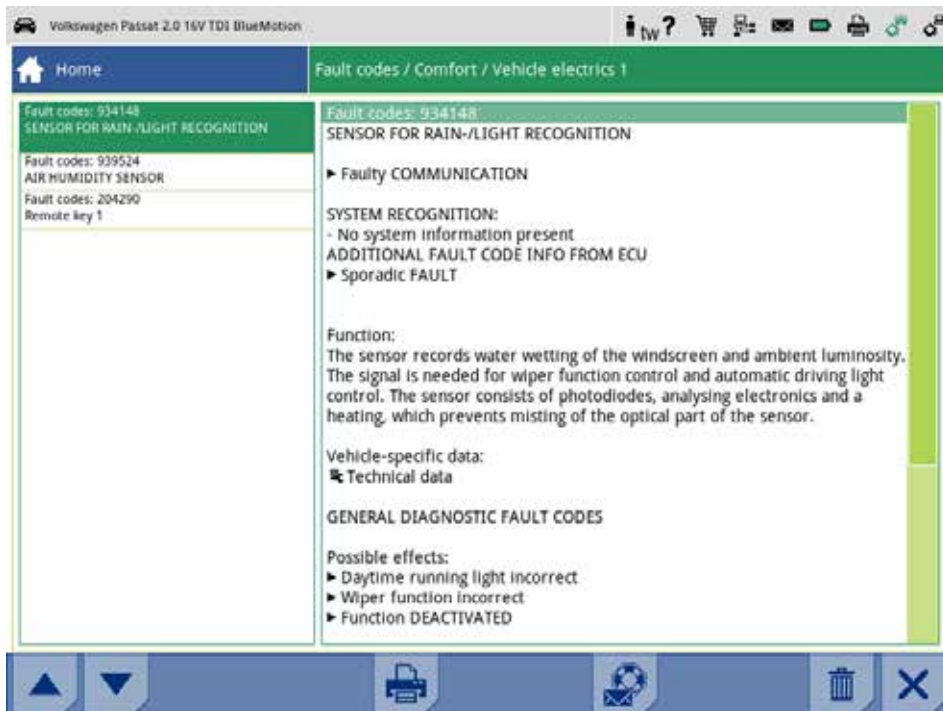 Volkswagen Passat 2.0 16V TDI BlueMotion
tw?
Home
Fault codes / Comfort / Vehicle electrics 1
Fault codes: 934148
SENSOR FOR RAIN-/LIGHT RECOGNITION
Fault codes: 939524
AIR HUMIDITY SENSOR
Fault codes: 204290
Remote key 1
Fault codes: 934148
SENSOR FOR RAIN-/LIGHT RECOGNITION
► Faulty COMMUNICATION
SYSTEM RECOGNITION:
- No system information present
ADDITIONAL FAULT CODE INFO FROM ECU
► Sporadic FAULT
Function:
The sensor records water wetting of the windscreen and ambient luminosity.
The signal is needed for wiper function control and automatic driving light
control. The sensor consists of photodiodes, analysing electronics and a
heating, which prevents misting of the optical part of the sensor.
Vehicle-specific data:
Technical data
GENERAL DIAGNOSTIC FAULT CODES
Possible effects:
► Daytime running light incorrect
► Wiper function incorrect
► Function DEACTIVATED